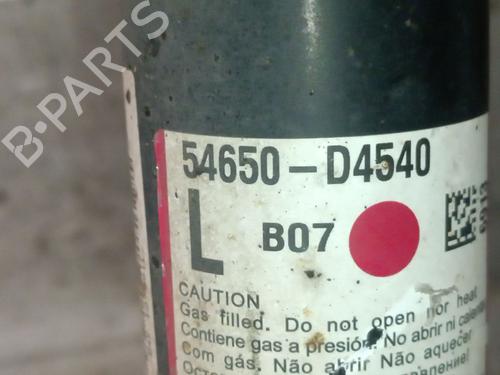 B-PARTS
54650-D4540
L B07
CAUTION
Gas filled. Do not open nor heat
Contiene gas a presión. No abrir ni
Com gás. Não abrir Não aquecer